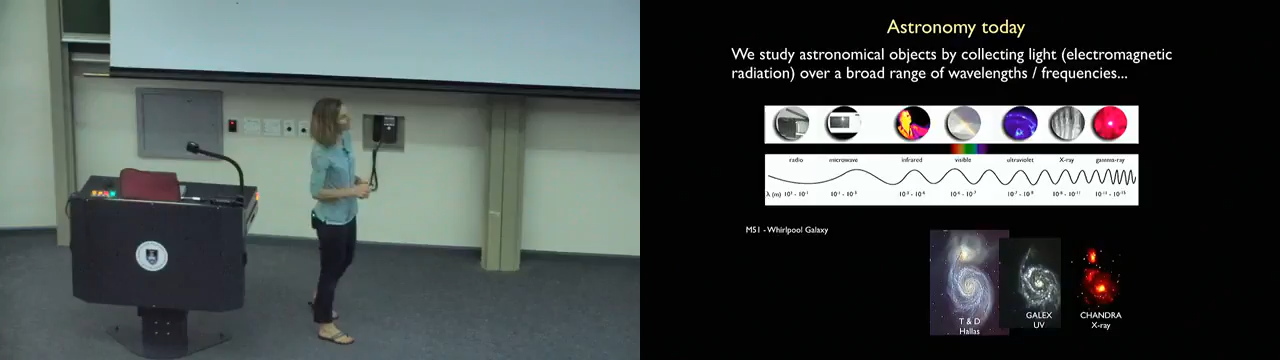 Astronomy today
We study astronomical objects by collecting light (electromagnetic
radiation) over a broad range of wavelengths / frequencies...
radio microwave infrared visible ultraviolet X-ray gamma-ray
λ (m)
M51 - Whirlpool Galaxy
T & D
Hallas
GALEX
UV
CHANDRA
X-ray